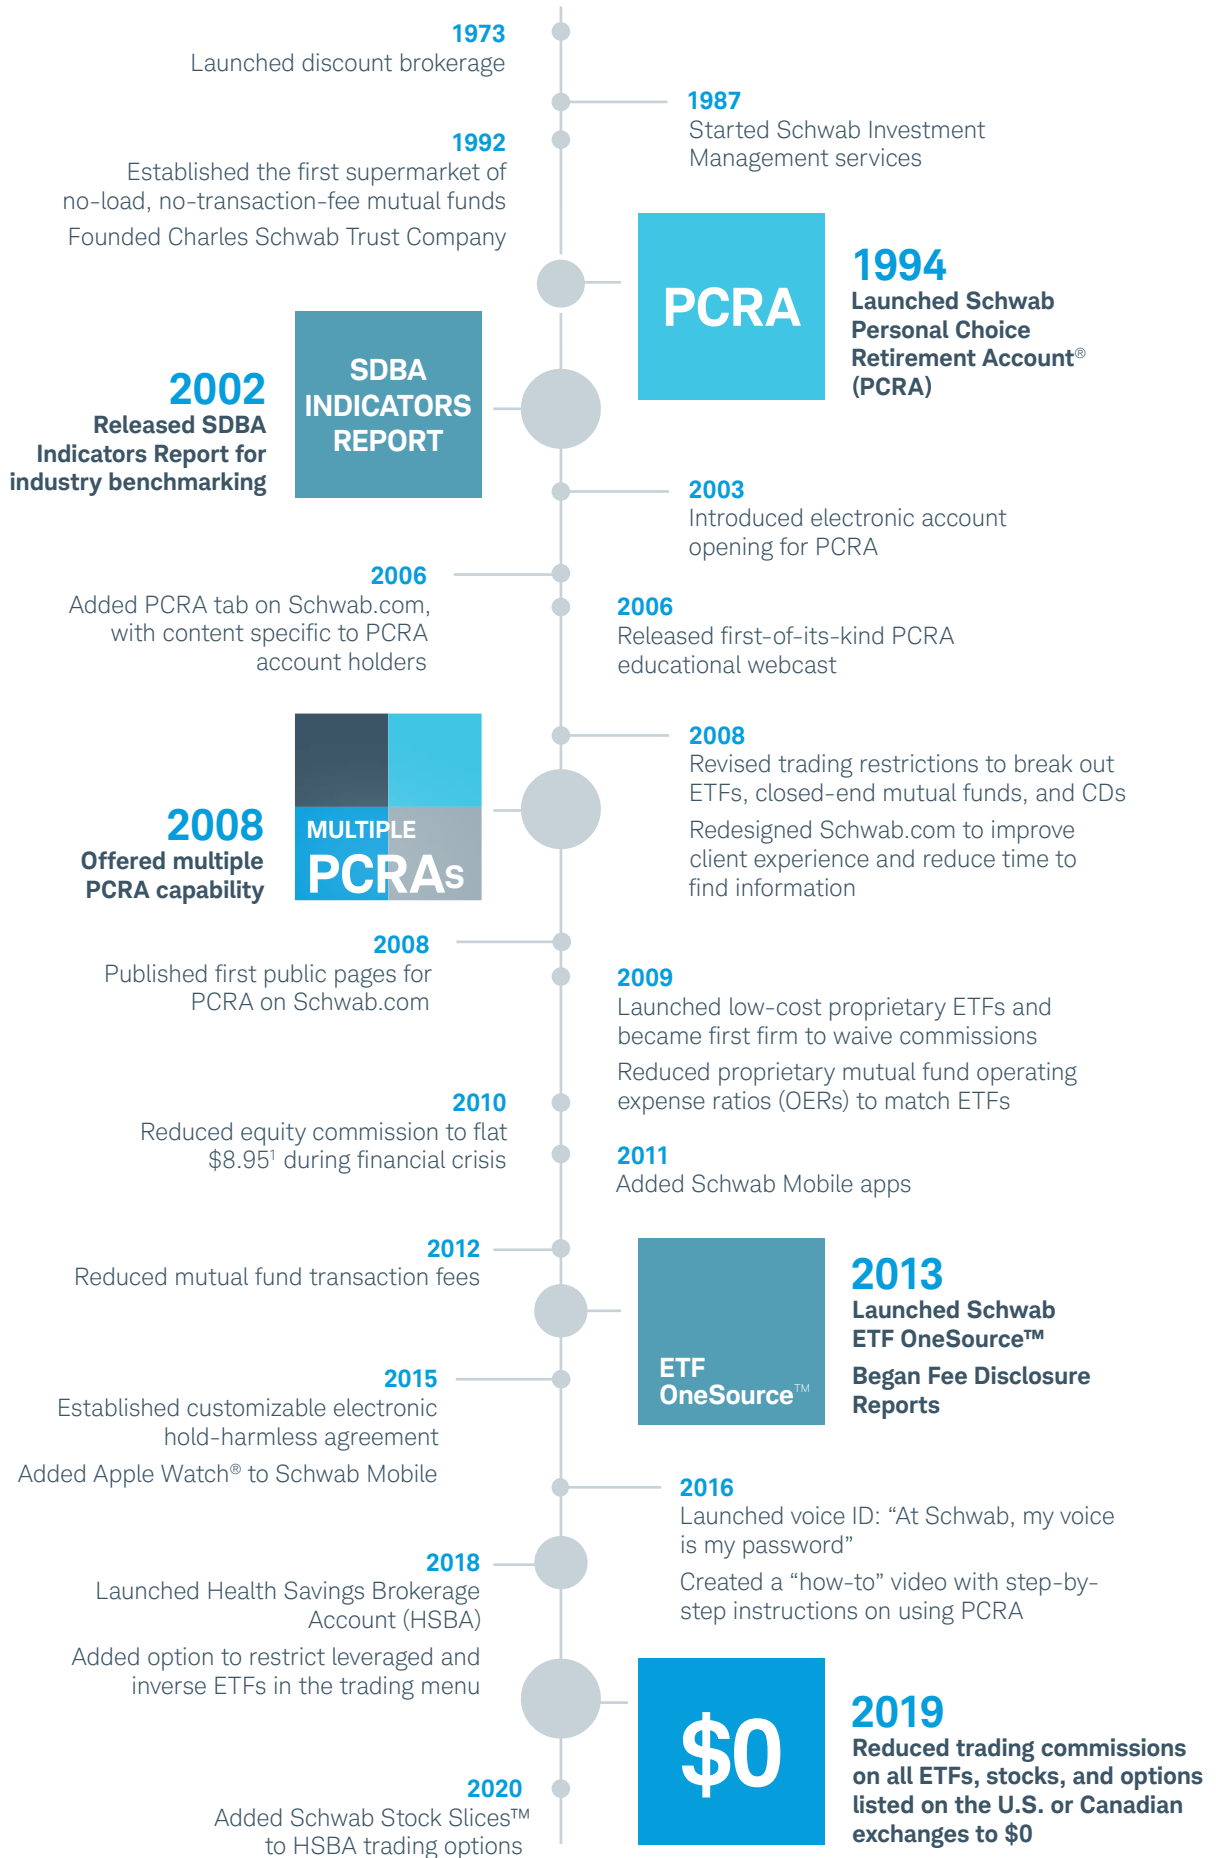 1973
Launched discount brokerage
1987
Started Schwab Investment
Management services
1992
Established the first supermarket of
no-load, no-transaction-fee mutual funds
Founded Charles Schwab Trust Company
PCRA
1994
Launched Schwab
Personal Choice
Retirement Account®
(PCRA)
2002
Released SDBA
Indicators Report for
industry benchmarking
SDBA
INDICATORS
REPORT
2003
Introduced electronic account
opening for PCRA
2006
Added PCRA tab on Schwab.com,
with content specific to PCRA
account holders
2006
Released first-of-its-kind PCRA
educational webcast
2008
Revised trading restrictions to break out
ETFs, closed-end mutual funds, and CDs
Redesigned Schwab.com to improve
client experience and reduce time to
find information
2008
Offered multiple
PCRA capability
MULTIPLE
PCRAs
2008
Published first public pages for
PCRA on Schwab.com
2009
Launched low-cost proprietary ETFs and
became first firm to waive commissions
Reduced proprietary mutual fund operating
expense ratios (OERs) to match ETFs
2010
Reduced equity commission to flat
$8.95¹ during financial crisis
2011
Added Schwab Mobile apps
2012
Reduced mutual fund transaction fees
ETF
OneSource™
2013
Launched Schwab
ETF OneSource™
Began Fee Disclosure
Reports
2015
Established customizable electronic
hold-harmless agreement
Added Apple Watch® to Schwab Mobile
2016
Launched voice ID: “At Schwab, my voice
is my password”
Created a “how-to” video with step-by-
step instructions on using PCRA
2018
Launched Health Savings Brokerage
Account (HSBA)
Added option to restrict leveraged and
inverse ETFs in the trading menu
$0
2019
Reduced trading commissions
on all ETFs, stocks, and options
listed on the U.S. or Canadian
exchanges to $0
2020
Added Schwab Stock Slices™
to HSBA trading options